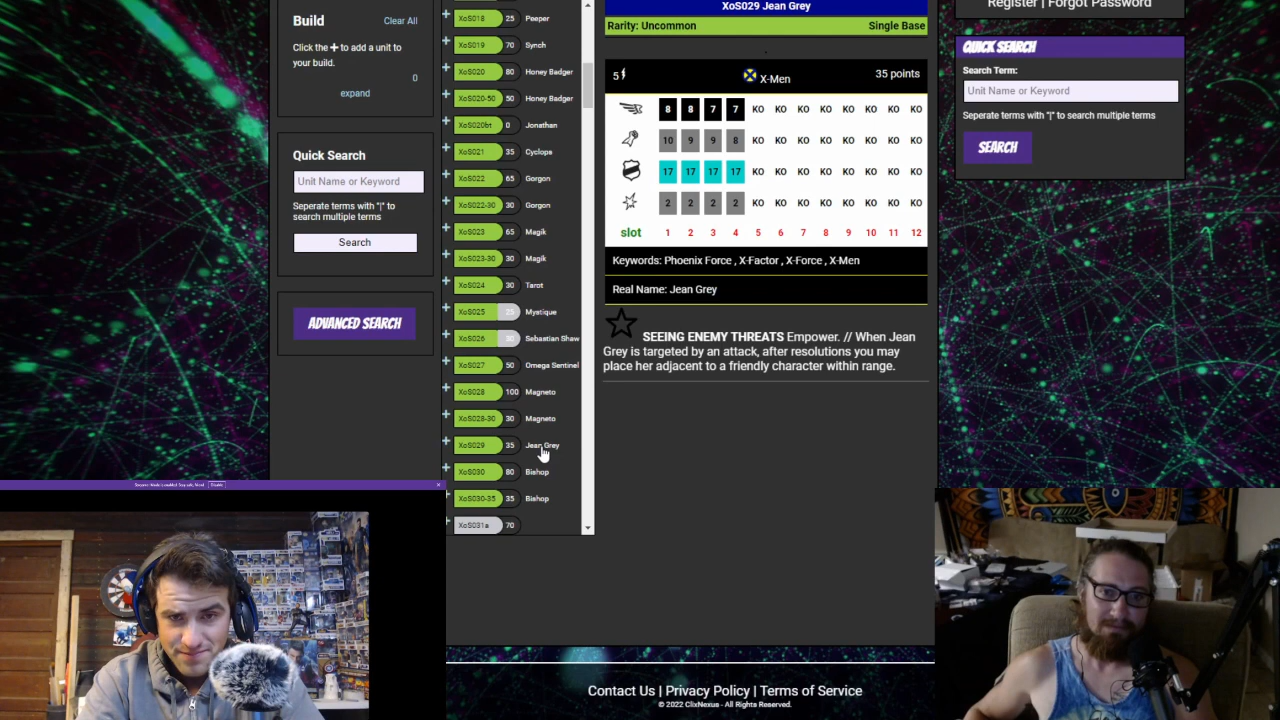 Build
Clear All
Click the + to add a unit to
your build.
0
expand
Quick Search
Unit Name or Keyword
Seperate terms with "|" to
search multiple terms
Search
ADVANCED SEARCH
XoS018 25 Peeper
XoS019 70 Synch
XoS020 80 Honey Badger
XoS020-50 50 Honey Badger
XoS020bt 0 Jonathan
XoS021 35 Cyclops
XoS022 65 Gorgon
XoS022-30 30 Gorgon
XoS023 65 Magik
XoS023-30 30 Magik
XoS024 30 Tarot
XoS025 Mystique
XoS026 Sebastian Shaw
XoS027 50 Omega Sentinel
XoS028 100 Magneto
XoS028-30 30 Magneto
XoS029 35 Jean Grey
XoS030 80 Bishop
XoS030-35 35 Bishop
XoS031a 70
XoS029 Jean Grey
Rarity: Uncommon Single Base
5 X-Men 35 points
8 8 7 7 KO KO KO KO KO KO KO KO
10 9 9 8 KO KO KO KO KO KO KO KO
17 17 17 17 KO KO KO KO KO KO KO KO
2 2 2 2 KO KO KO KO KO KO KO KO
slot 1 2 3 4 5 6 7 8 9 10 11 12
Keywords: Phoenix Force , X-Factor , X-Force , X-Men
Real Name: Jean Grey
SEEING ENEMY THREATS Empower. // When Jean
Grey is targeted by an attack, after resolutions you may
place her adjacent to a friendly character within range.
Register | Forgot Password
QUICK SEARCH
Search Term:
Unit Name or Keyword
Seperate terms with "|" to search multiple terms
SEARCH
Contact Us | Privacy Policy | Terms of Service
© 2022 ClixNexus - All Rights Reserved.